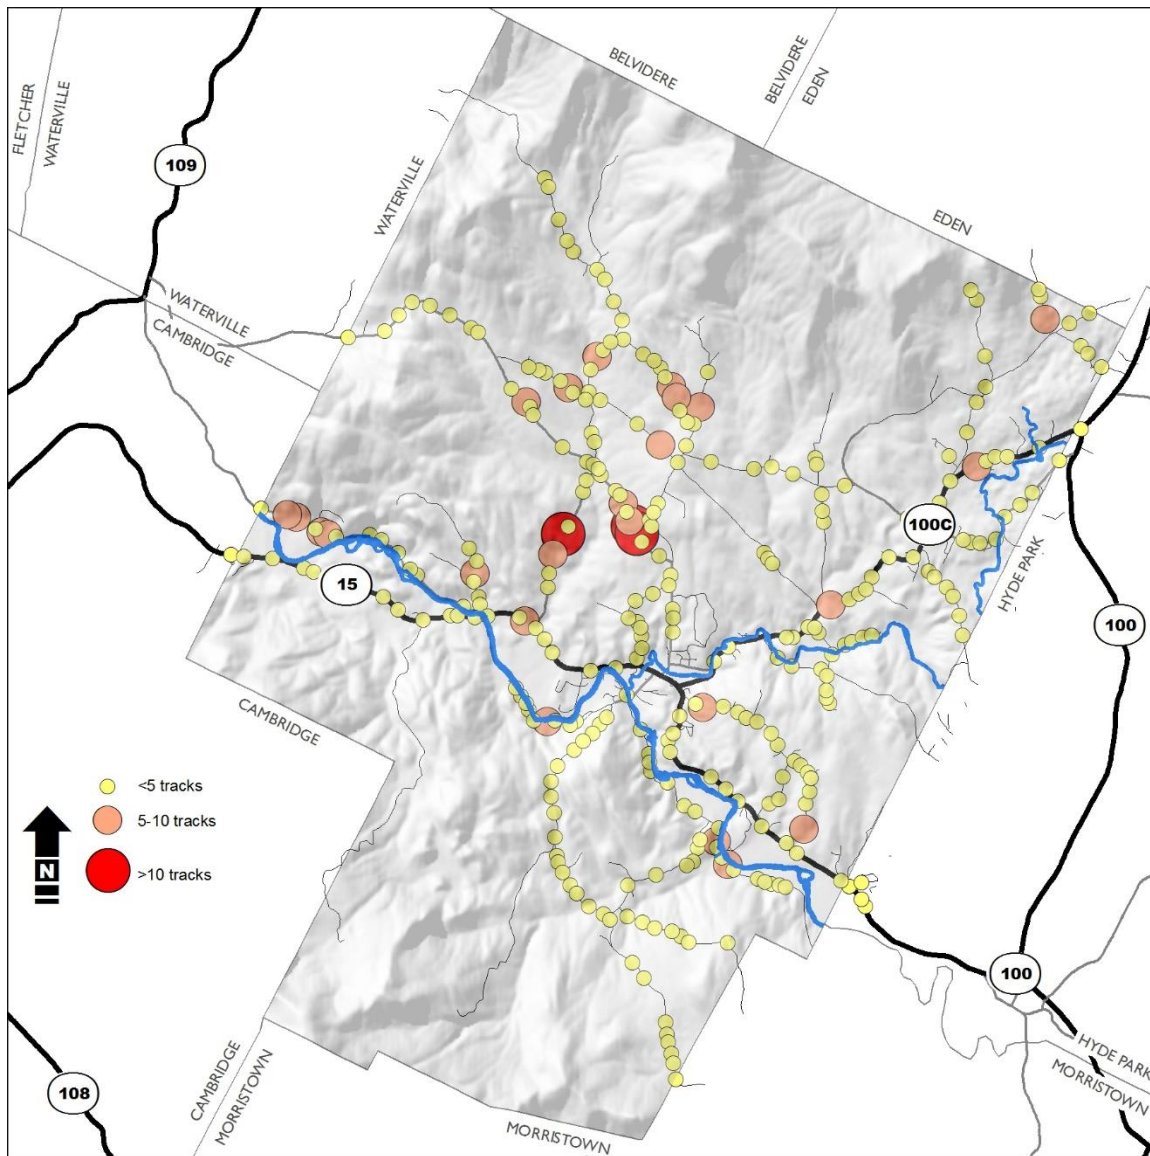 BELVIDERE
BELVIDERE
EDEN
FLETCHER
WATERVILLE
109
WATERVILLE
EDEN
WATERVILLE
CAMBRIDGE
100C
15
HYDE PARK
100
CAMBRIDGE
<5 tracks
5-10 tracks
>10 tracks
N
100
HYDE PARK
MORRISTOWN
108
CAMBRIDGE
MORRISTOWN
MORRISTOWN